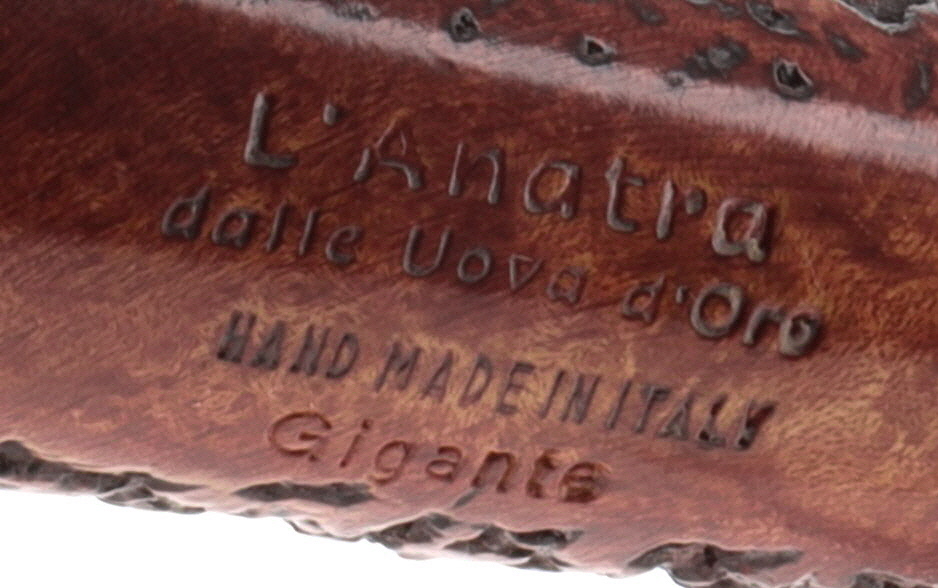 L'Anatra
dalle Uova d'Oro
HAND MADE IN ITALY
Gigante